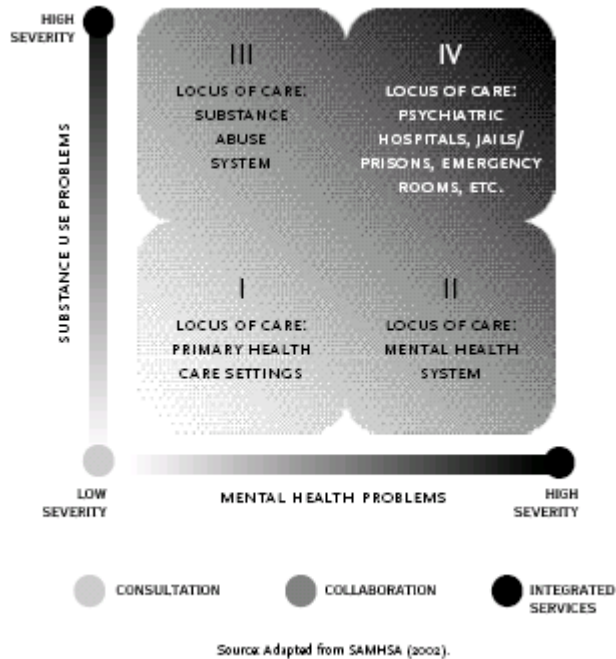 HIGH
SEVERITY
III
LOCUS OF CARE:
SUBSTANCE
ABUSE
SYSTEM
IV
LOCUS OF CARE:
PSYCHIATRIC
HOSPITALS, JAILS/
PRISONS, EMERGENCY
ROOMS, ETC.
SUBSTANCE USE PROBLEMS
I
LOCUS OF CARE:
PRIMARY HEALTH
CARE SETTINGS
II
LOCUS OF CARE:
MENTAL HEALTH
SYSTEM
LOW
SEVERITY
MENTAL HEALTH PROBLEMS
HIGH
SEVERITY
CONSULTATION
COLLABORATION
INTEGRATED
SERVICES
Source: Adapted from SAMHSA (2002).